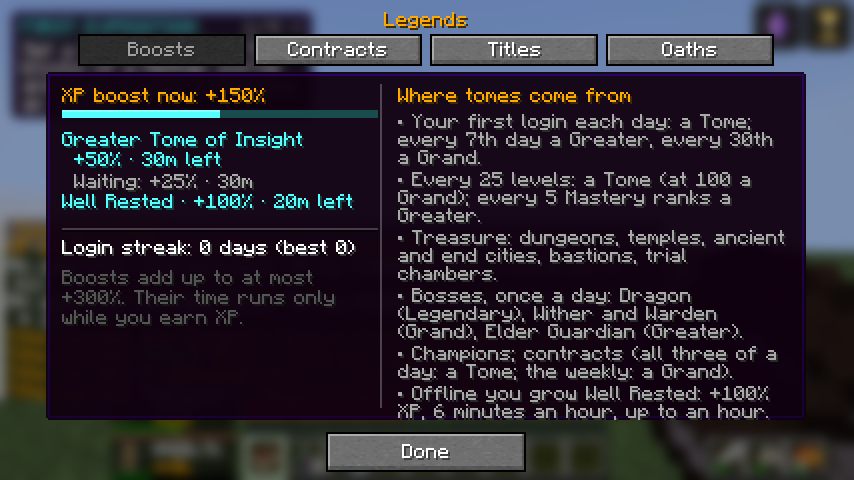 Legends
Boosts
Contracts
Titles
Oaths
XP boost now: +150%
Greater Tome of Insight
+50% · 30m left
Waiting: +25% · 30m
Well Rested · +100% · 20m left
Login streak: 0 days (best 0)
Boosts add up to at most
+300%. Their time runs only
while you earn XP.
Where tomes come from
• Your first login each day: a Tome;
every 7th day a Greater, every 30th
a Grand.
• Every 25 levels: a Tome (at 100 a
Grand); every 5 Mastery ranks a
Greater.
• Treasure: dungeons, temples, ancient
and end cities, bastions, trial
chambers.
• Bosses, once a day: Dragon
(Legendary), Wither and Warden
(Grand), Elder Guardian (Greater).
• Champions; contracts (all three of a
day: a Tome; the weekly: a Grand).
• Offline you grow Well Rested: +100%
XP, 6 minutes an hour, up to an hour.
Done